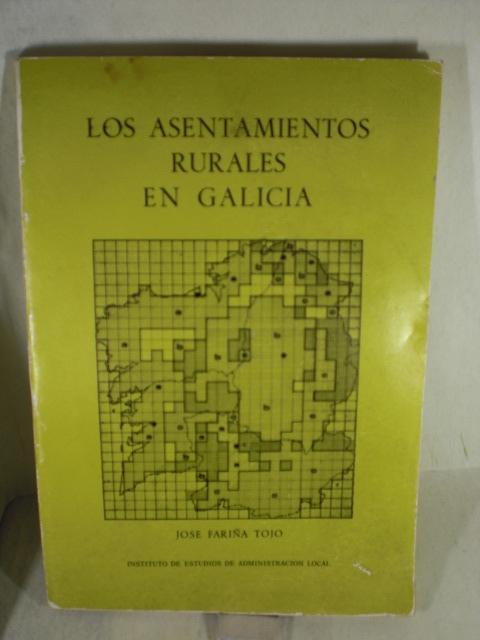 LOS ASENTAMIENTOS
RURALES
EN GALICIA
JOSE FARIÑA TOJO
INSTITUTO DE ESTUDIOS DE ADMINISTRACION LOCAL